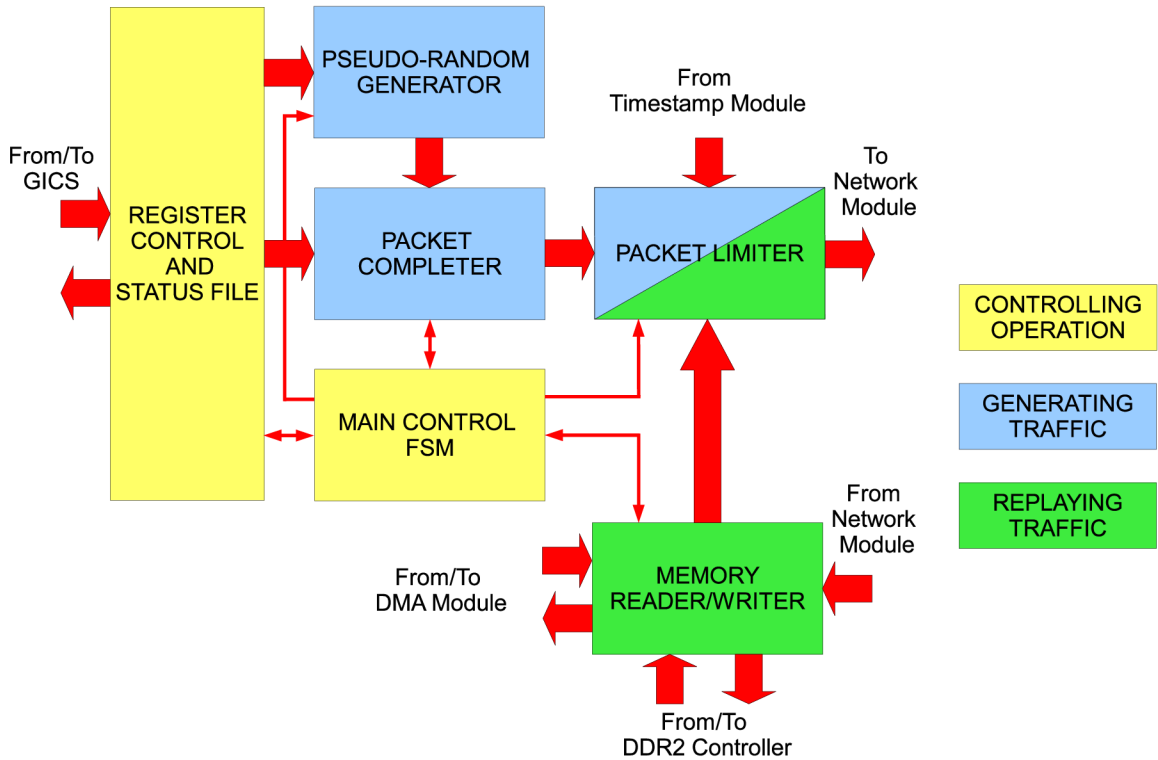 PSEUDO-RANDOM
GENERATOR
From
Timestamp Module
From/To
GICS
To
Network
Module
REGISTER
CONTROL
AND
STATUS FILE
PACKET
COMPLETER
PACKET LIMITER
CONTROLLING
OPERATION
GENERATING
TRAFFIC
REPLAYING
TRAFFIC
MAIN CONTROL
FSM
From
Network
Module
From/To
DMA Module
MEMORY
READER/WRITER
From/To
DDR2 Controller